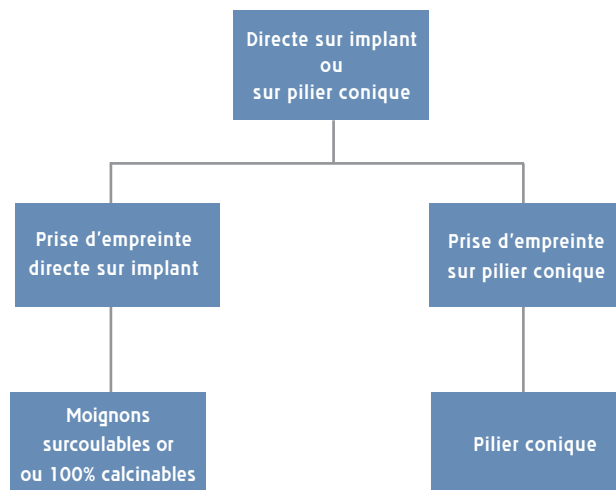 Directe sur implant
ou
sur pilier conique
Prise d'empreinte
directe sur implant
Prise d'empreinte
sur pilier conique
Moignons
surcoulables or
ou 100% calcinables
Pilier conique